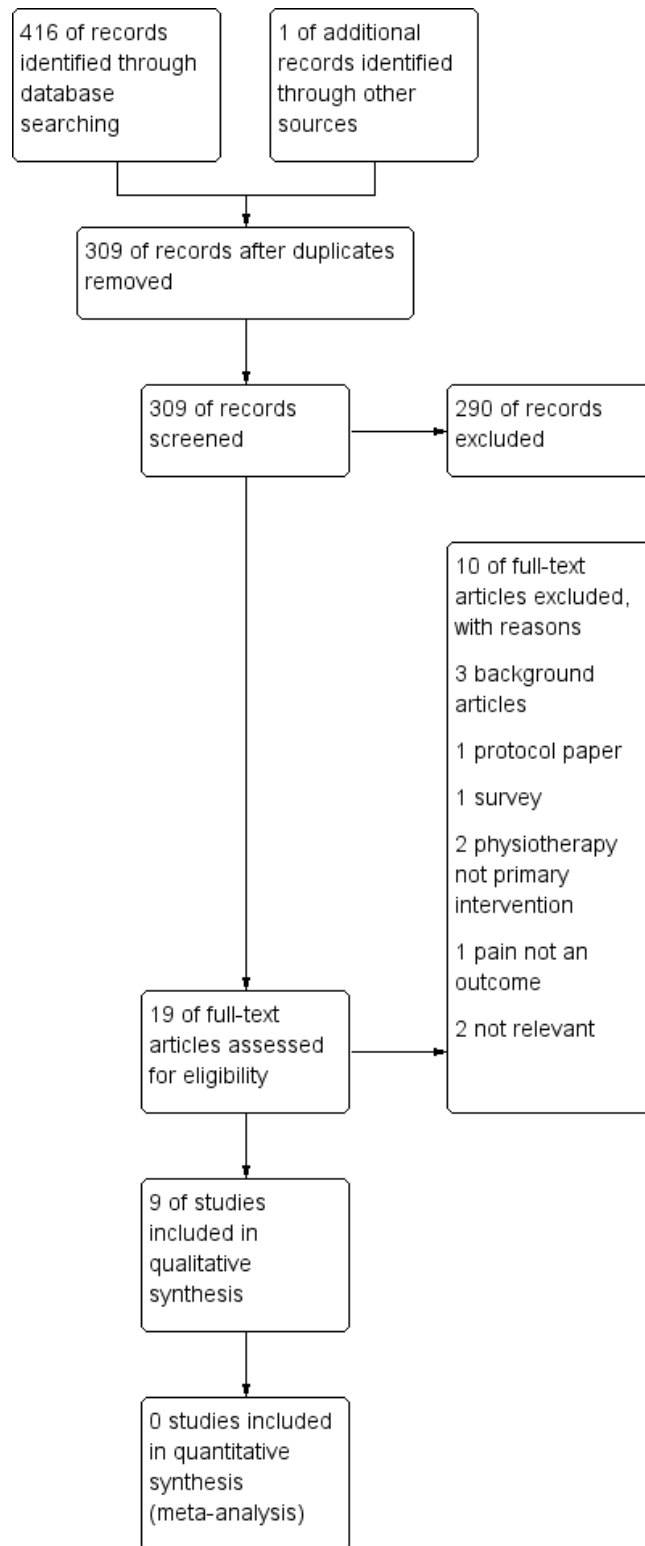 416 of records
identified through
database
searching
1 of additional
records identified
through other
sources
309 of records after duplicates
removed
309 of records
screened
290 of records
excluded
10 of full-text
articles excluded,
with reasons
3 background
articles
1 protocol paper
1 survey
2 physiotherapy
not primary
intervention
1 pain not an
outcome
2 not relevant
19 of full-text
articles assessed
for eligibility
9 of studies
included in
qualitative
synthesis
0 studies included
in quantitative
synthesis
(meta-analysis)